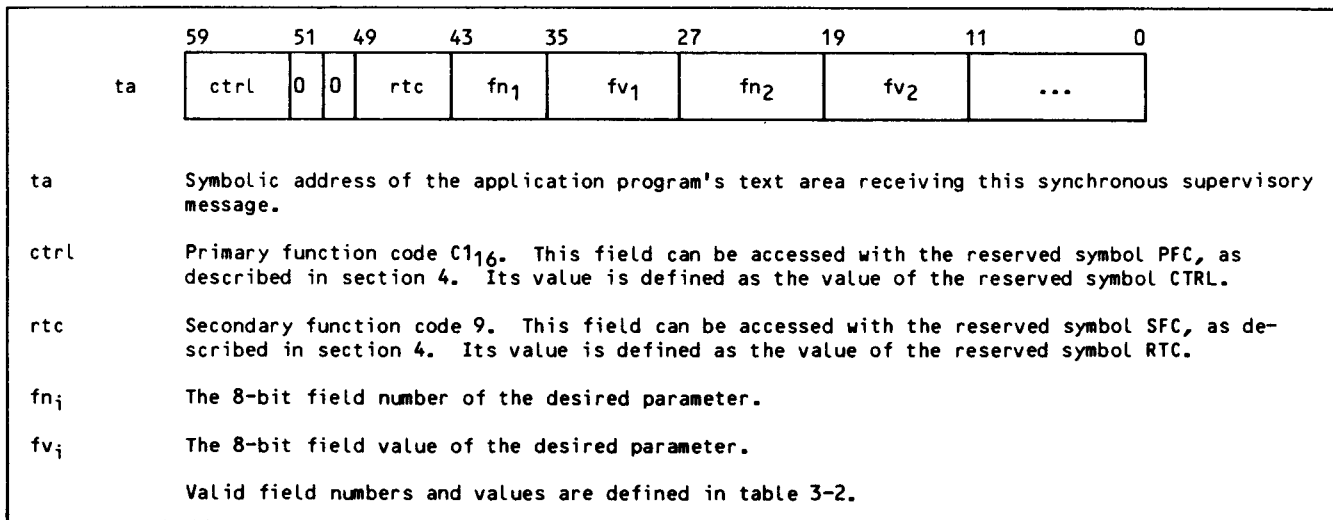 59 51 49 43 35 27 19 11 0
ta ctrl 0 0 rtc fn1 fv1 fn2 fv2 ...
ta Symbolic address of the application program's text area receiving this synchronous supervisory
message.
ctrl Primary function code C116. This field can be accessed with the reserved symbol PFC, as
described in section 4. Its value is defined as the value of the reserved symbol CTRL.
rtc Secondary function code 9. This field can be accessed with the reserved symbol SFC, as de-
scribed in section 4. Its value is defined as the value of the reserved symbol RTC.
fni The 8-bit field number of the desired parameter.
fvi The 8-bit field value of the desired parameter.
Valid field numbers and values are defined in table 3-2.